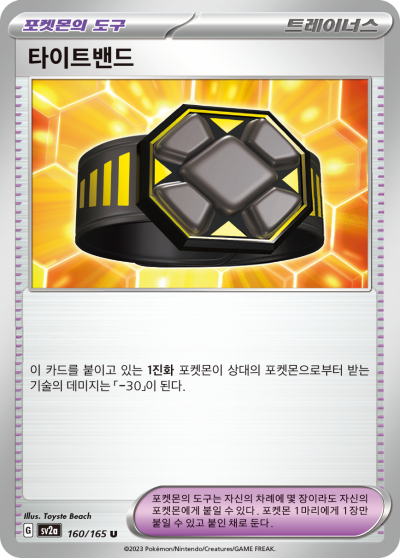 포켓몬의 도구
트레이너스
타이트밴드
이 카드를 붙이고 있는 1진화 포켓몬이 상대의 포켓몬으로부터 받는
기술의 데미지는 「-30」이 된다.
Illus. Toyste Beach
G sv2a 160/165 U
포켓몬의 도구는 자신의 차례에 몇 장이라도 자신의
포켓몬에게 붙일 수 있다. 포켓몬 1마리에게 1장만
붙일 수 있고 붙인 채로 둔다.
©2023 Pokémon/Nintendo/Creatures/GAME FREAK.